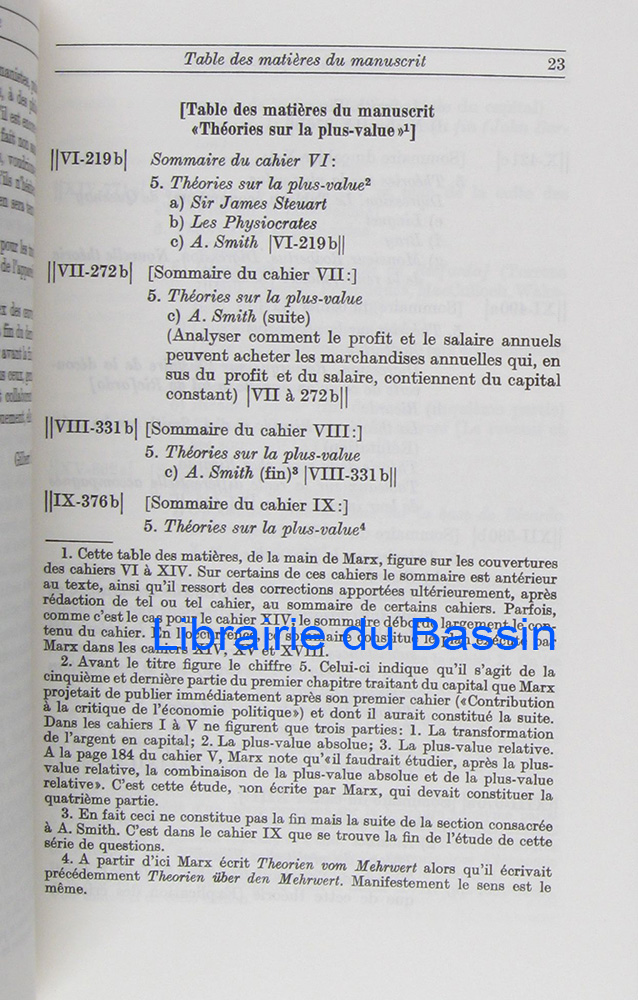 Table des matières du manuscrit 23
[Table des matières du manuscrit
«Théories sur la plus-value»¹]
||VI-219b| Sommaire du cahier VI:
5. Théories sur la plus-value²
a) Sir James Steuart
b) Les Physiocrates
c) A. Smith |VI-219b||
||VII-272b| [Sommaire du cahier VII:]
5. Théories sur la plus-value
c) A. Smith (suite)
(Analyser comment le profit et le salaire annuels
peuvent acheter les marchandises annuelles qui, en
sus du profit et du salaire, contiennent du capital
constant) |VII à 272b||
||VIII-331b| [Sommaire du cahier VIII:]
5. Théories sur la plus-value
c) A. Smith (fin)³ |VIII-331b||
||IX-376b| [Sommaire du cahier IX:]
5. Théories sur la plus-value⁴
1. Cette table des matières, de la main de Marx, figure sur les couvertures
des cahiers VI à XIV. Sur certains de ces cahiers le sommaire est antérieur
au texte, ainsi qu'il ressort des corrections apportées ultérieurement, après
rédaction de tel ou tel cahier, au sommaire de certains cahiers. Parfois,
comme c'est le cas pour le cahier XIV, le sommaire déborde largement le con-
tenu du cahier. En l'occurrence, ce sommaire constitue le plan exécuté par
Marx dans les cahiers XIV, XV et XVIII.
Librairie du Bassin
2. Avant le titre figure le chiffre 5. Celui-ci indique qu'il s'agit de la
cinquième et dernière partie du premier chapitre traitant du capital que Marx
projetait de publier immédiatement après son premier cahier («Contribution
à la critique de l'économie politique») et dont il aurait constitué la suite.
Dans les cahiers I à V ne figurent que trois parties: 1. La transformation
de l'argent en capital; 2. La plus-value absolue; 3. La plus-value relative.
A la page 184 du cahier V, Marx note qu'«il faudrait étudier, après la plus-
value relative, la combinaison de la plus-value absolue et de la plus-value
relative». C'est cette étude, non écrite par Marx, qui devait constituer la
quatrième partie.
3. En fait ceci ne constitue pas la fin mais la suite de la section consacrée
à A. Smith. C'est dans le cahier IX que se trouve la fin de l'étude de cette
série de questions.
4. A partir d'ici Marx écrit Theorien vom Mehrwert alors qu'il écrivait
précédemment Theorien über den Mehrwert. Manifestement le sens est le
même.